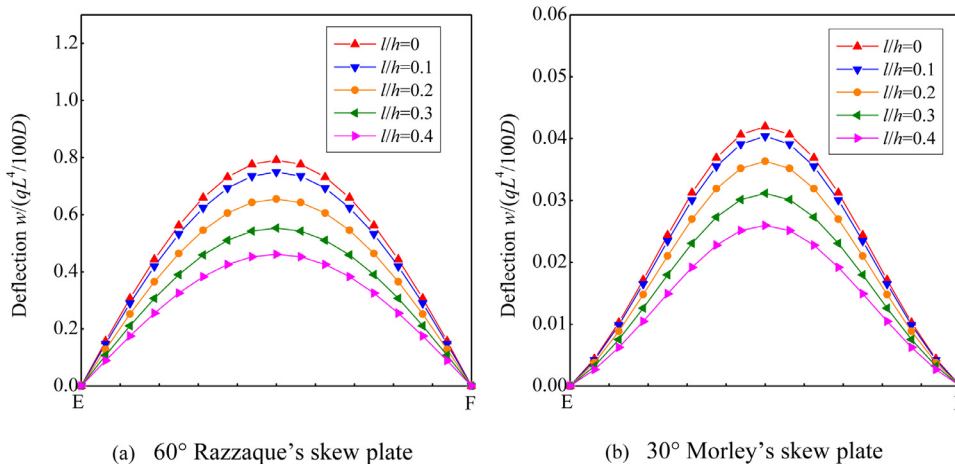 1.3
1.0
0.8
0.6
0.4
0.2
0.0
Deflection w/(qL⁴/100D)
l/h=0
l/h=0.1
l/h=0.2
l/h=0.3
l/h=0.4
E F
(a) 60° Razzaque's skew plate
0.06
0.05
0.04
0.03
0.02
0.01
0.00
Deflection w/(qL⁴/100D)
l/h=0
l/h=0.1
l/h=0.2
l/h=0.3
l/h=0.4
E
(b) 30° Morley's skew plate